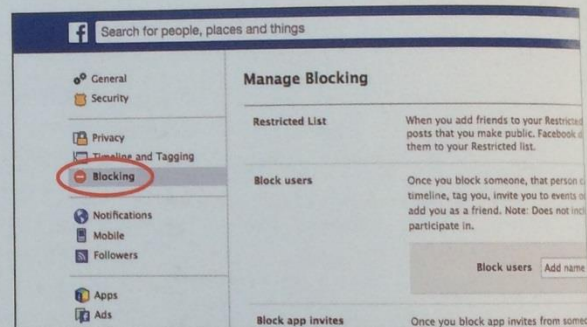 f
Search for people, places and things
General
Security
Privacy
Timeline and Tagging
Blocking
Notifications
Mobile
Followers
Apps
Ads
Manage Blocking
Restricted List
When you add friends to your Restricted
posts that you make public. Facebook
them to your Restricted list.
Block users
Once you block someone, that person
timeline, tag you, invite you to events
add you as a friend. Note: Does not
participate in.
Block users Add name
Block app invites
Once you block app invites from